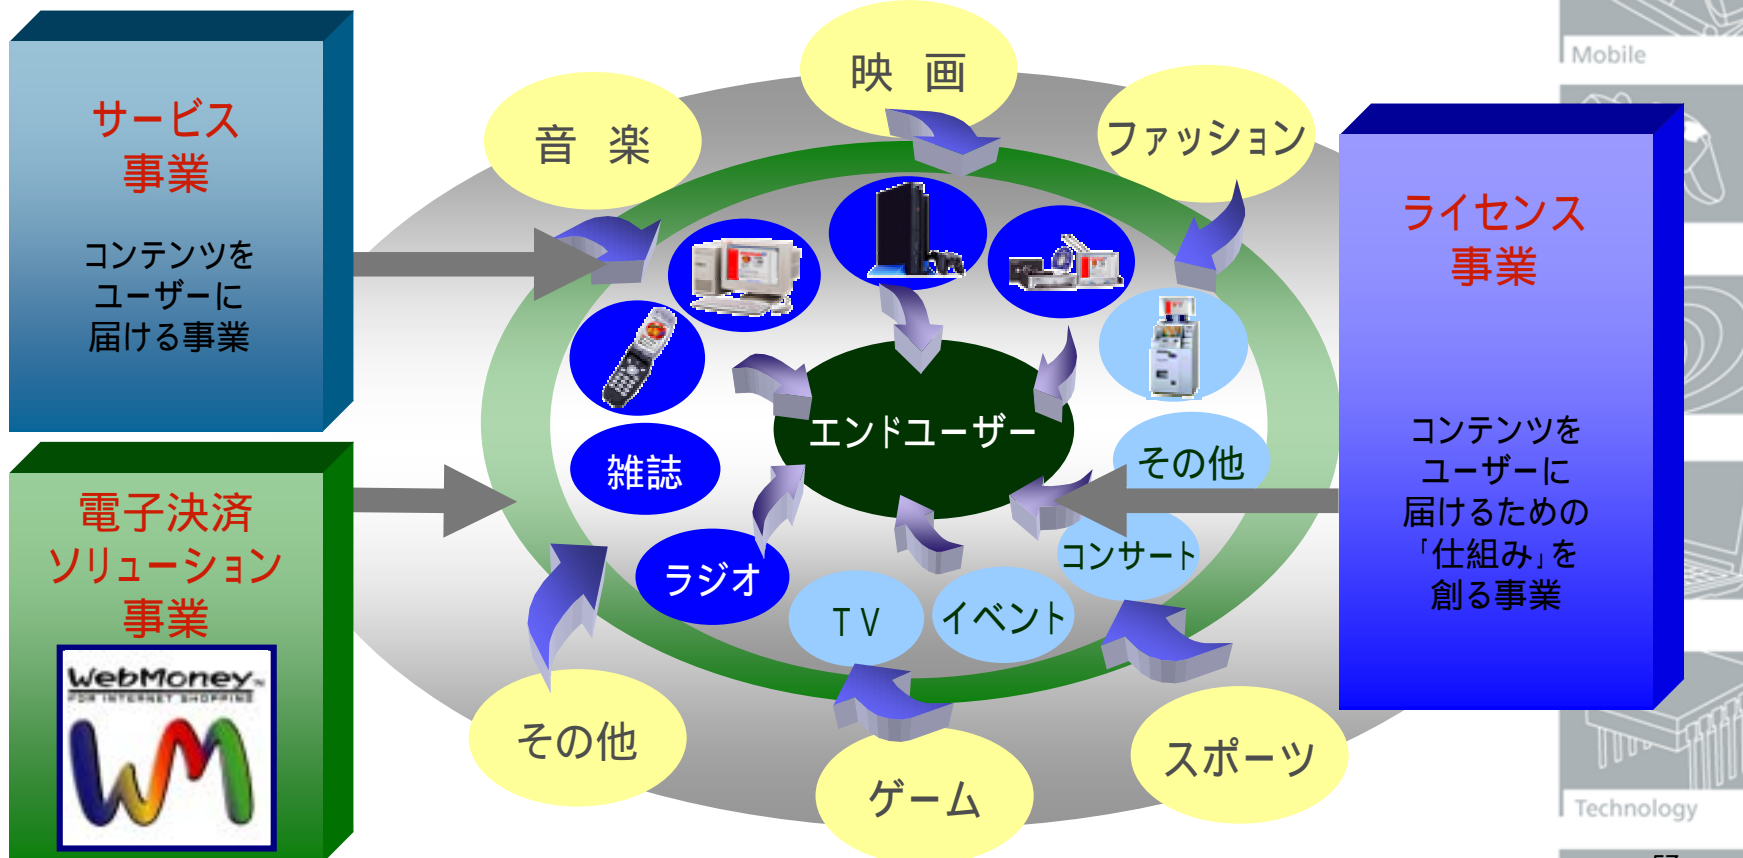 サービス
事業
コンテンツを
ユーザーに
届ける事業
電子決済
ソリューション
事業
WebMoney
FOR INTERNET SHOPPING
WM
映 画
音 楽
ファッション
エンドユーザー
雑誌
ラジオ
TV
イベント
コンサート
その他
その他
ゲーム
スポーツ
ライセンス
事業
コンテンツを
ユーザーに
届けるための
「仕組み」を
創る事業
Mobile
Technology